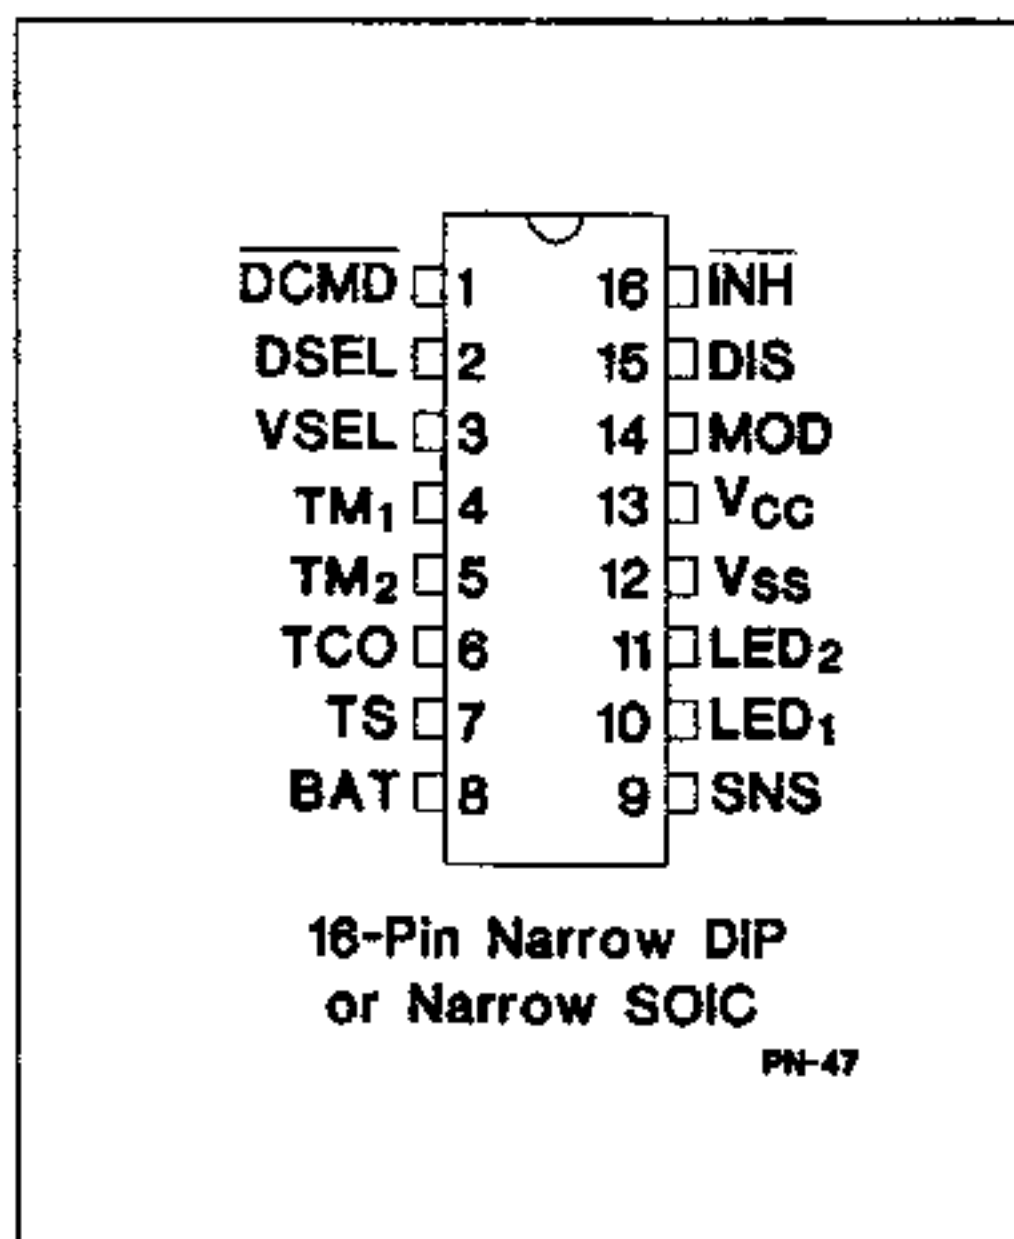 D̅C̅M̅D̅ 1 16 I̅N̅H̅
DSEL 2 15 DIS
VSEL 3 14 MOD
TM₁ 4 13 VCC
TM₂ 5 12 VSS
TCO 6 11 LED₂
TS 7 10 LED₁
BAT 8 9 SNS
16-Pin Narrow DIP
or Narrow SOIC
PN-47